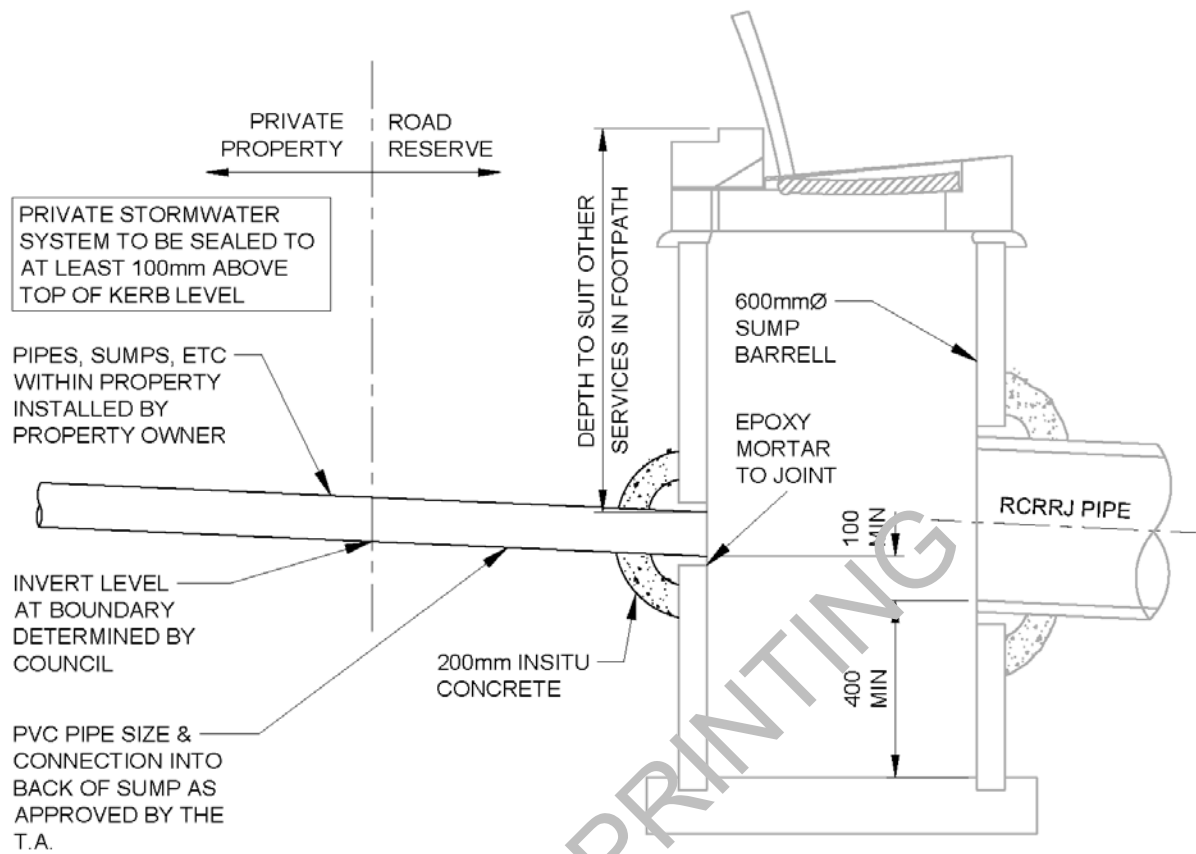 PRIVATE
PROPERTY
ROAD
RESERVE
PRIVATE STORMWATER
SYSTEM TO BE SEALED TO
AT LEAST 100mm ABOVE
TOP OF KERB LEVEL
PIPES, SUMPS, ETC
WITHIN PROPERTY
INSTALLED BY
PROPERTY OWNER
INVERT LEVEL
AT BOUNDARY
DETERMINED BY
COUNCIL
PVC PIPE SIZE &
CONNECTION INTO
BACK OF SUMP AS
APPROVED BY THE
T.A.
200mm INSITU
CONCRETE
DEPTH TO SUIT OTHER
SERVICES IN FOOTPATH
600mmØ
SUMP
BARRELL
EPOXY
MORTAR
TO JOINT
100
MIN
400
MIN
RCRRJ PIPE
PRINTING